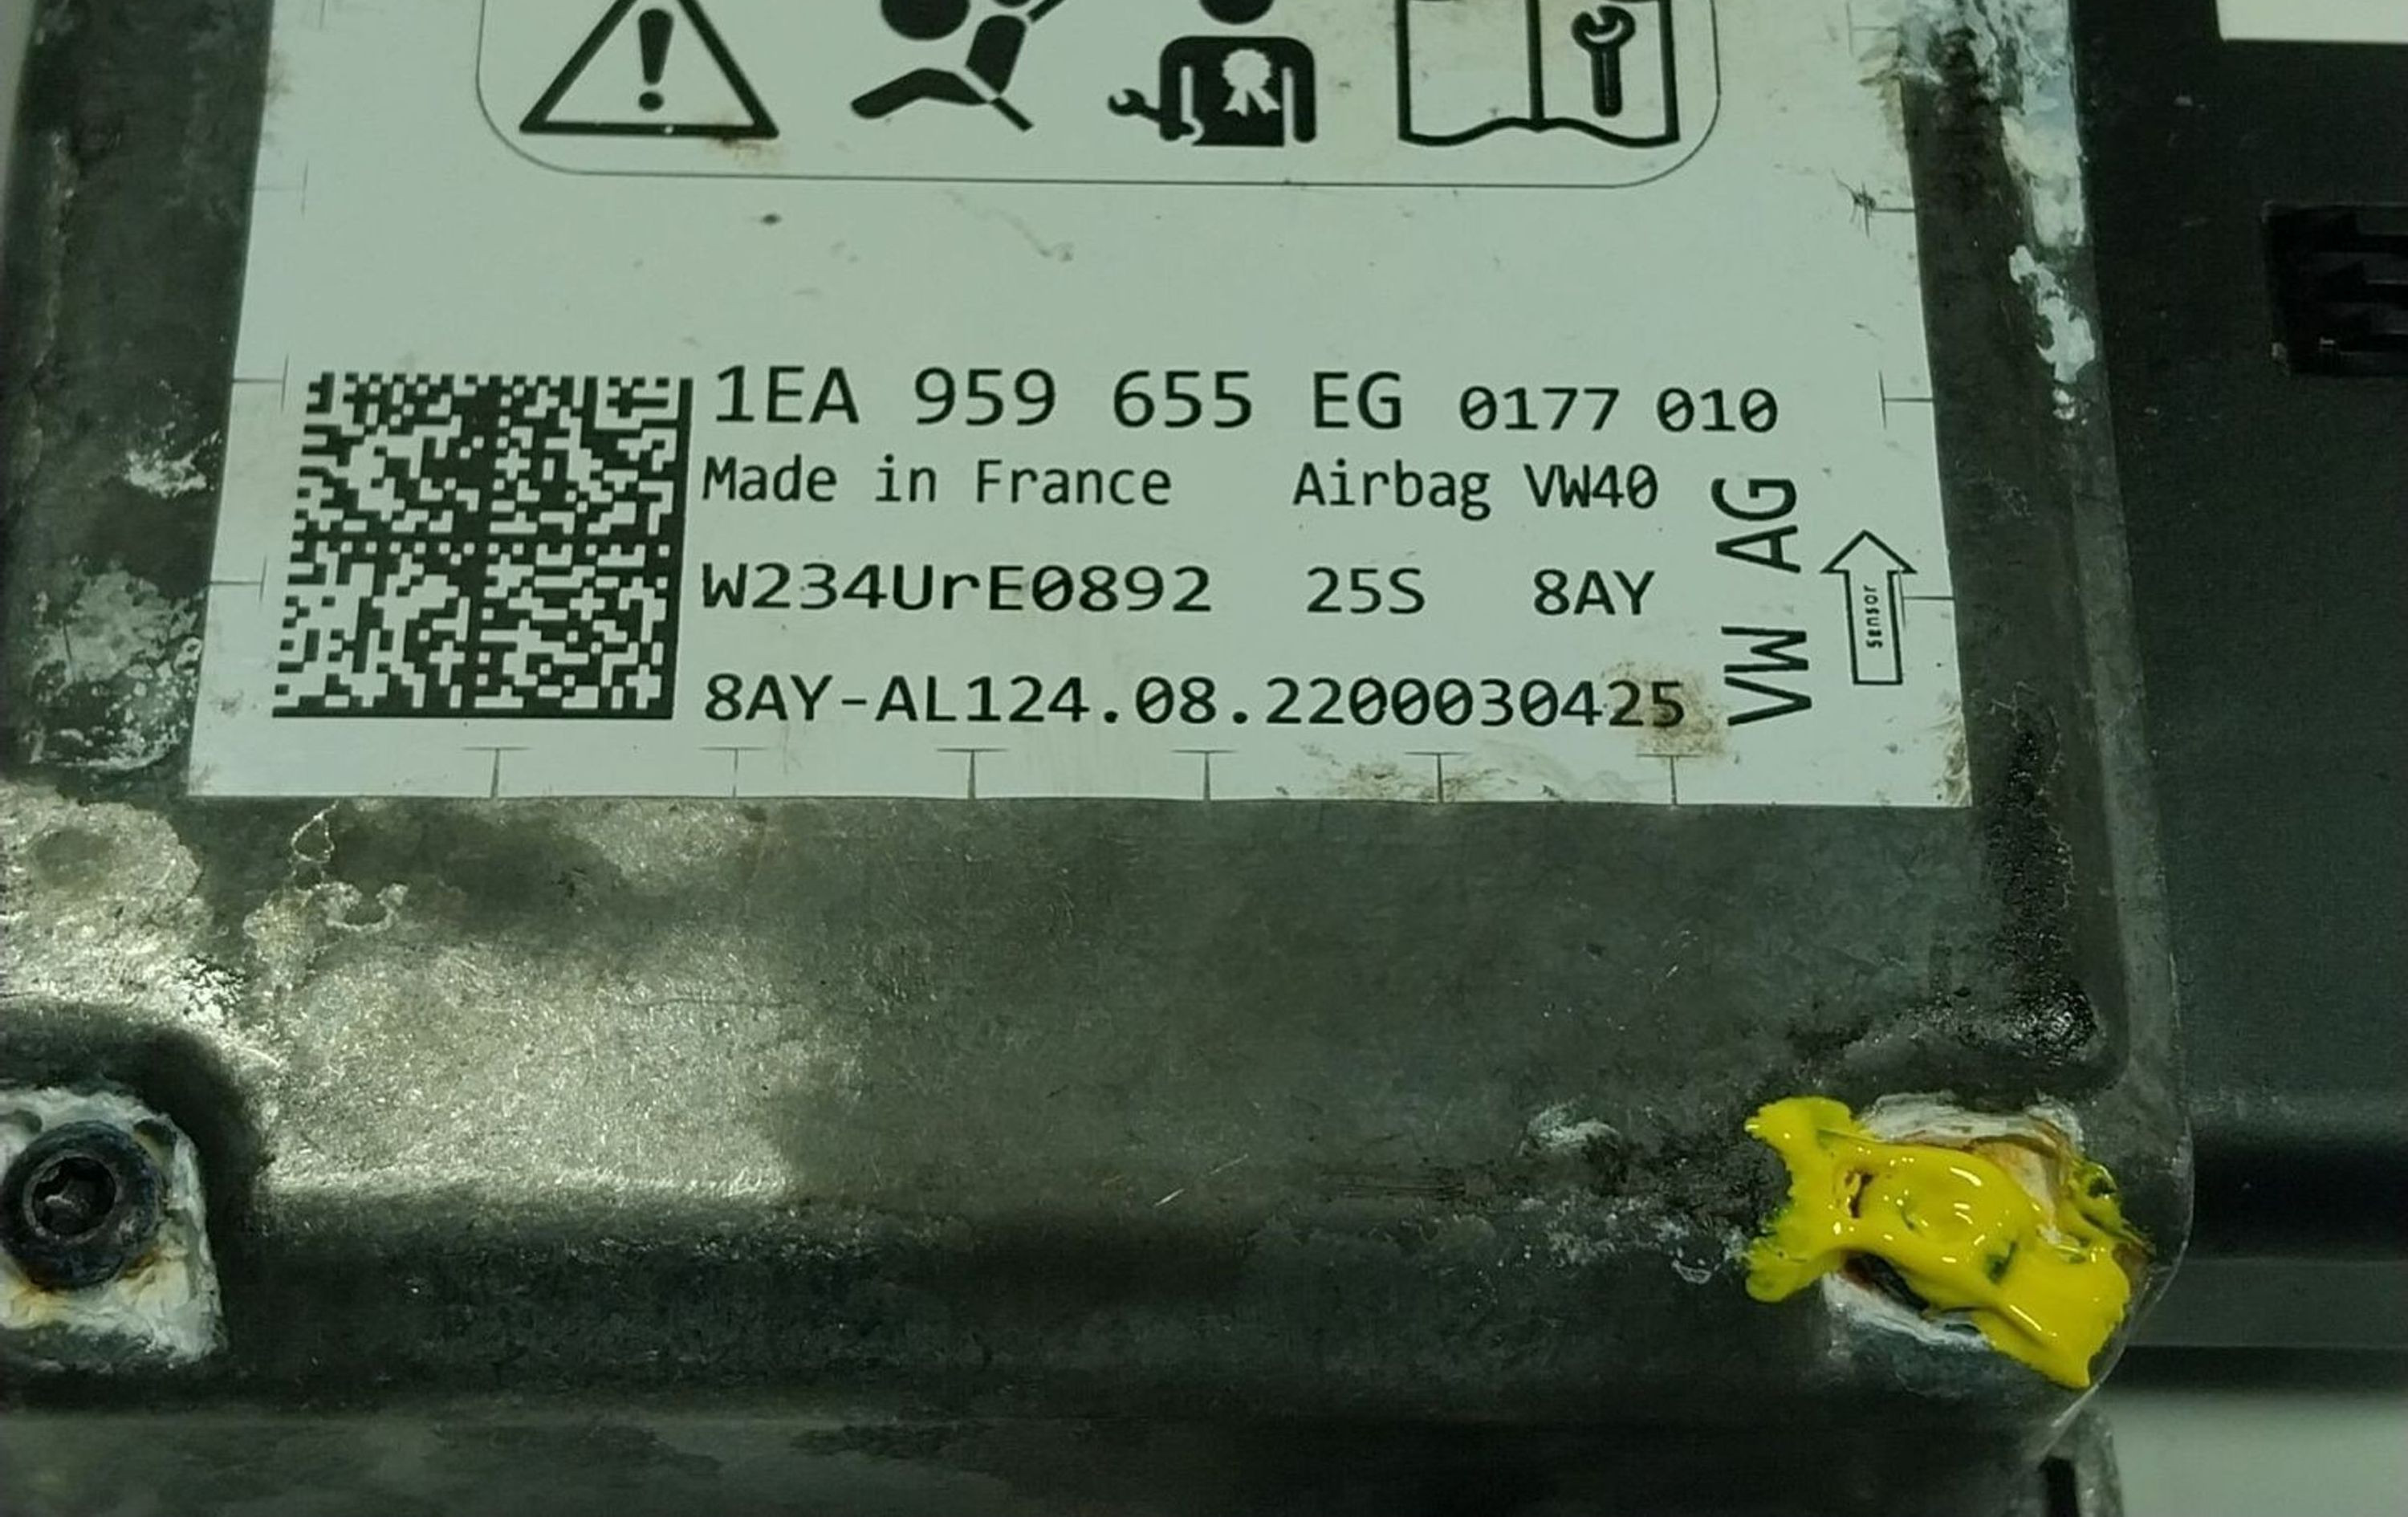 1EA 959 655 EG 0177 010
Made in France Airbag VW40
W234UrE0892 25S 8AY
8AY-AL124.08.2200030425
VW AG
Sensor